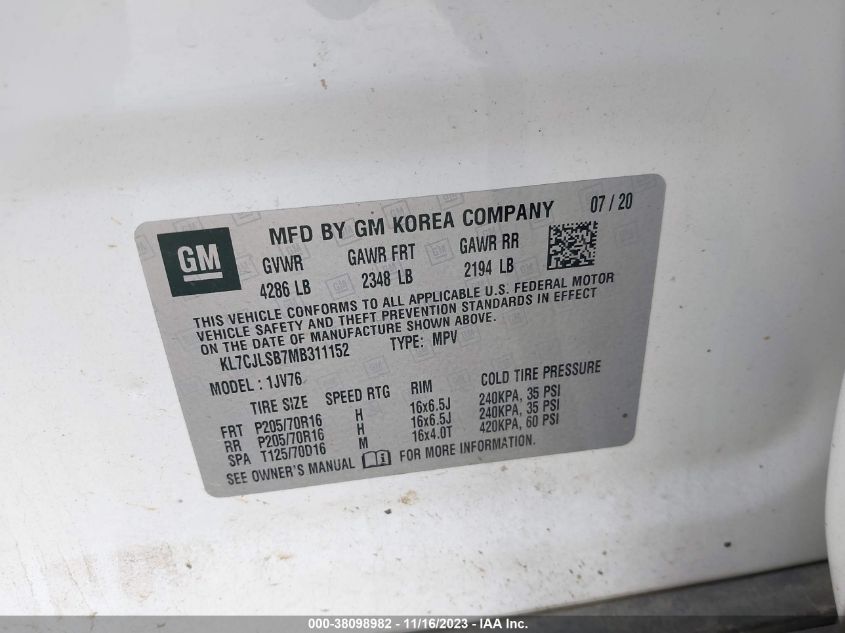 GM
MFD BY GM KOREA COMPANY 07 / 20
GVWR GAWR FRT GAWR RR
4286 LB 2348 LB 2194 LB
THIS VEHICLE CONFORMS TO ALL APPLICABLE U.S. FEDERAL MOTOR
VEHICLE SAFETY AND THEFT PREVENTION STANDARDS IN EFFECT
ON THE DATE OF MANUFACTURE SHOWN ABOVE.
KL7CJLSB7MB311152 TYPE: MPV
MODEL : 1JV76
TIRE SIZE SPEED RTG RIM COLD TIRE PRESSURE
FRT P205/70R16 H 16x6.5J 240KPA, 35 PSI
RR P205/70R16 H 16x6.5J 240KPA, 35 PSI
SPA T125/70D16 M 16x4.0T 420KPA, 60 PSI
SEE OWNER'S MANUAL FOR MORE INFORMATION.
000-38098982 - 11/16/2023 - IAA Inc.